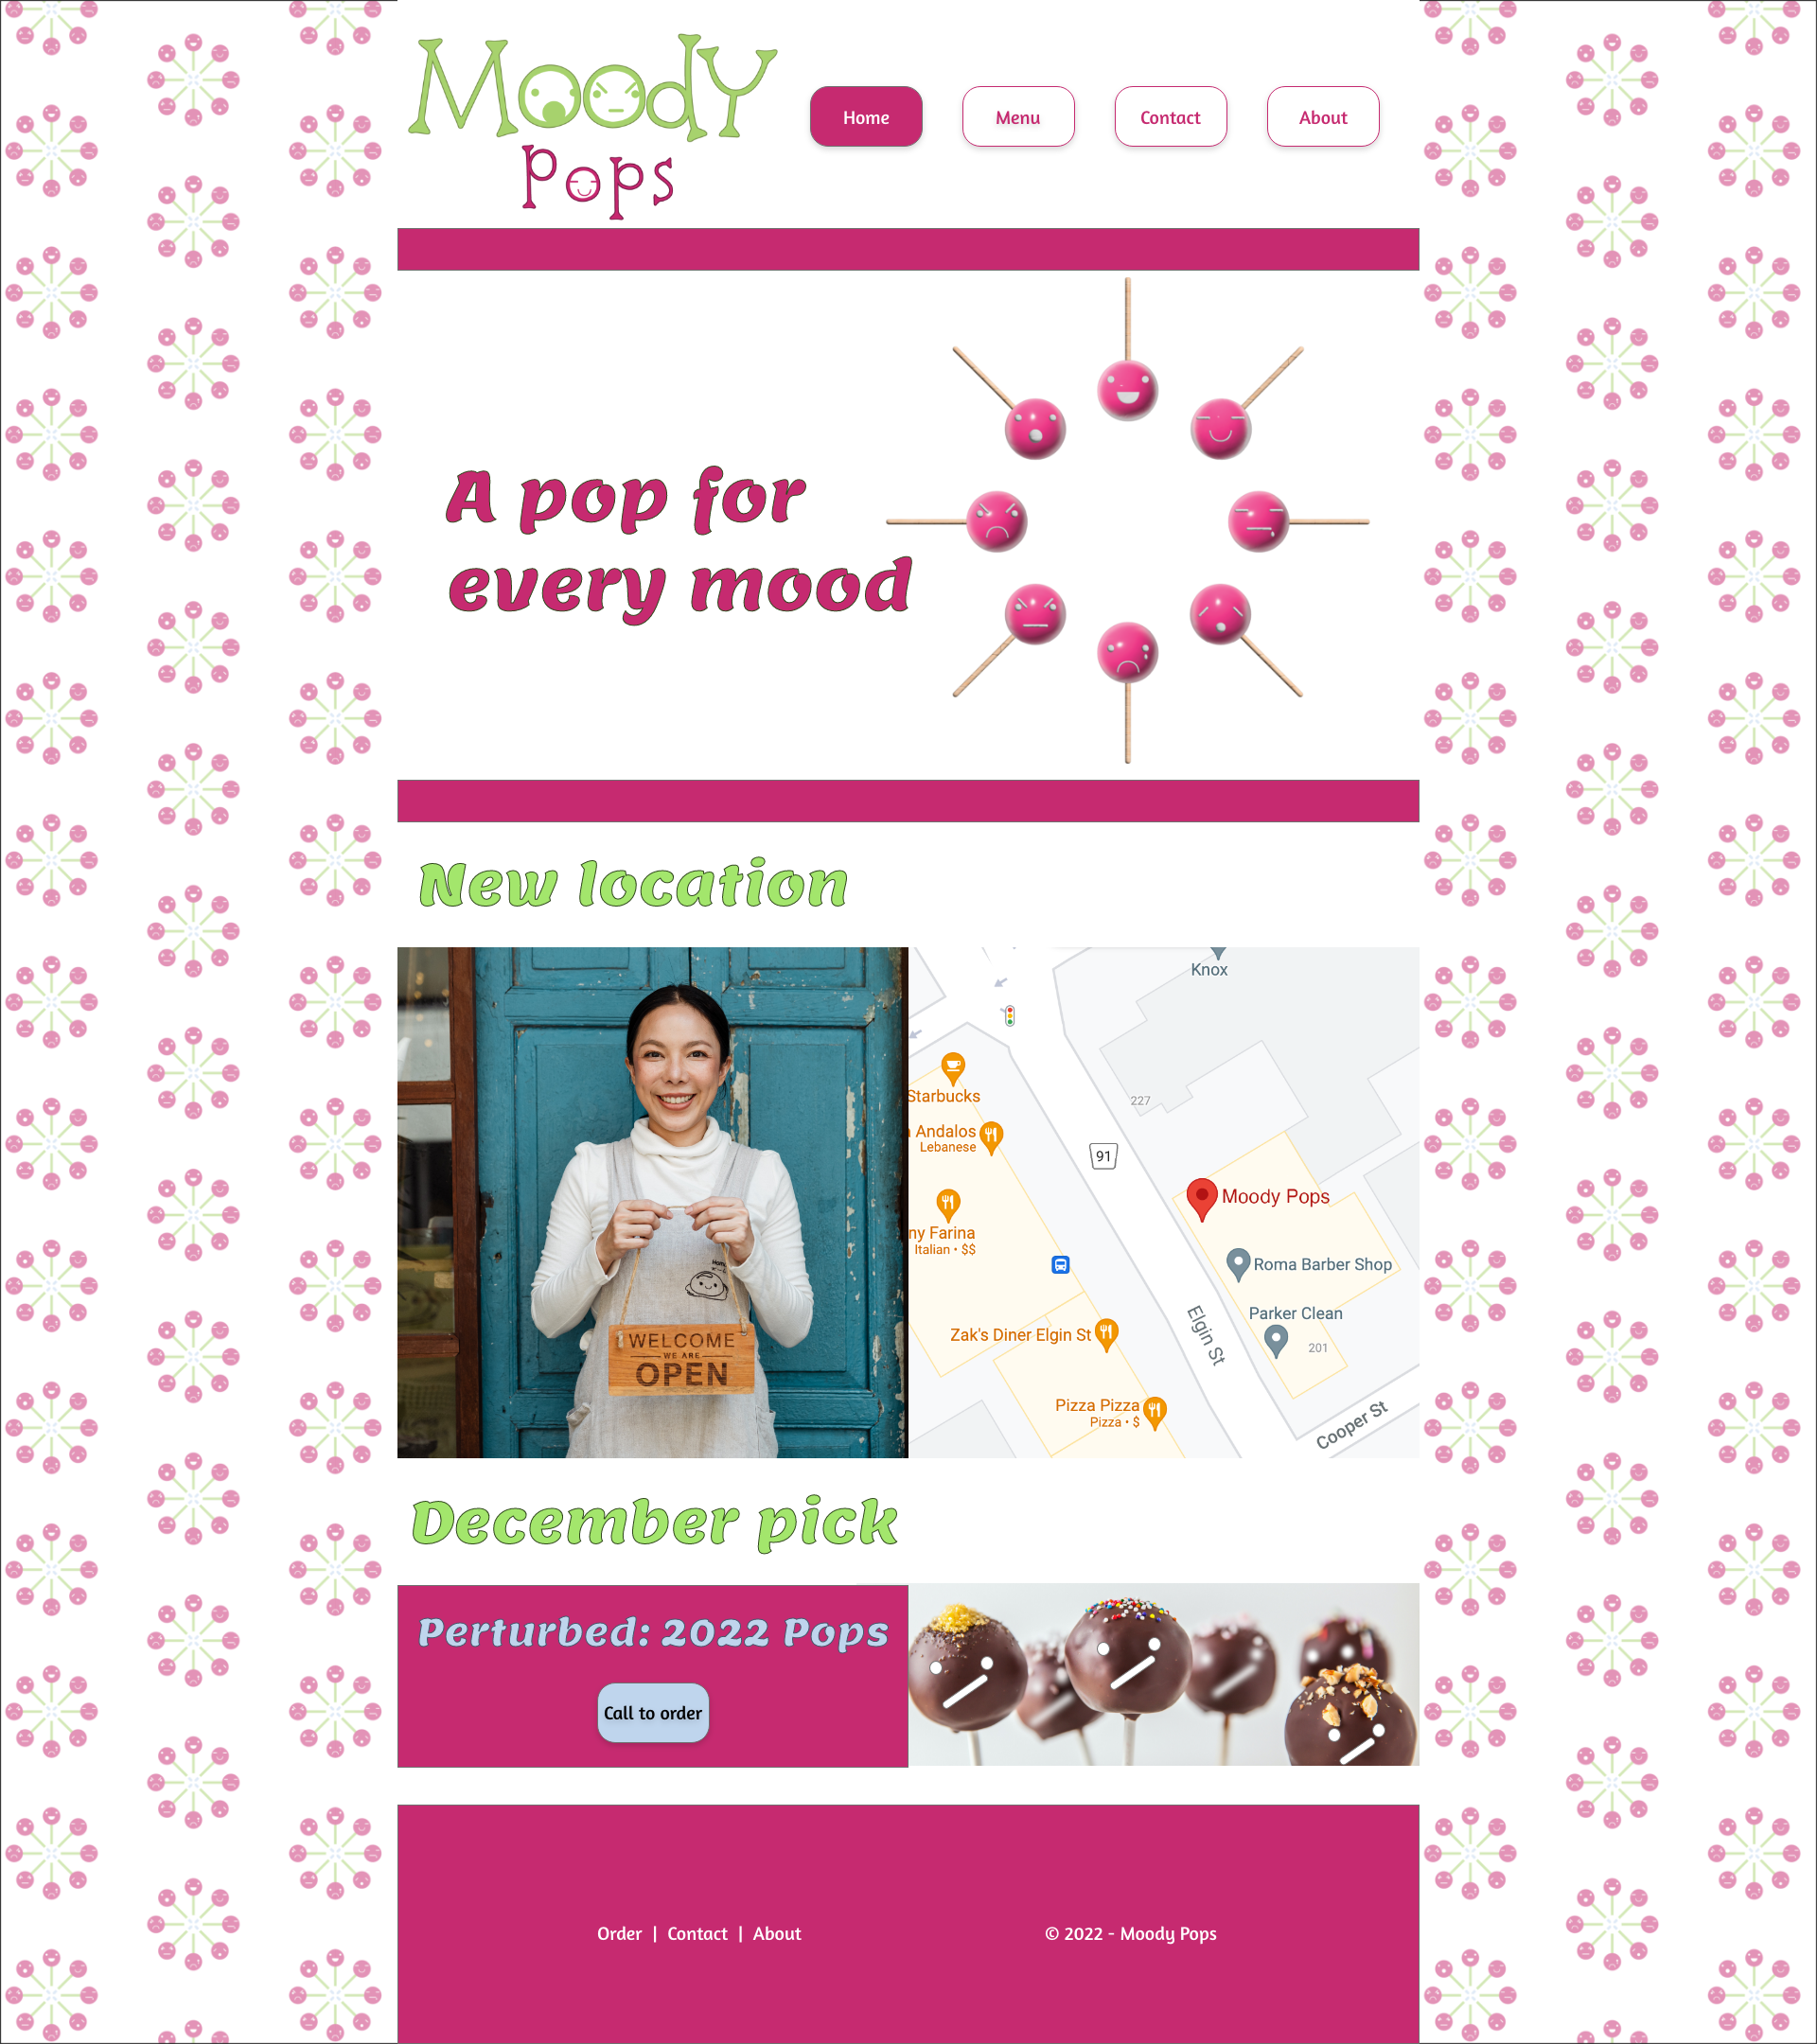 Moody
Pops
Home
Menu
Contact
About
A pop for
every mood
New location
WELCOME
WE ARE
OPEN
Knox
Starbucks
227
Andalos
Lebanese
91
Moody Pops
ny Farina
Italian • $$
Roma Barber Shop
Parker Clean
Zak's Diner Elgin St
Elgin St
201
Pizza Pizza
Pizza • $
Cooper St
December pick
Perturbed: 2022 Pops
Call to order
Order | Contact | About
© 2022 - Moody Pops